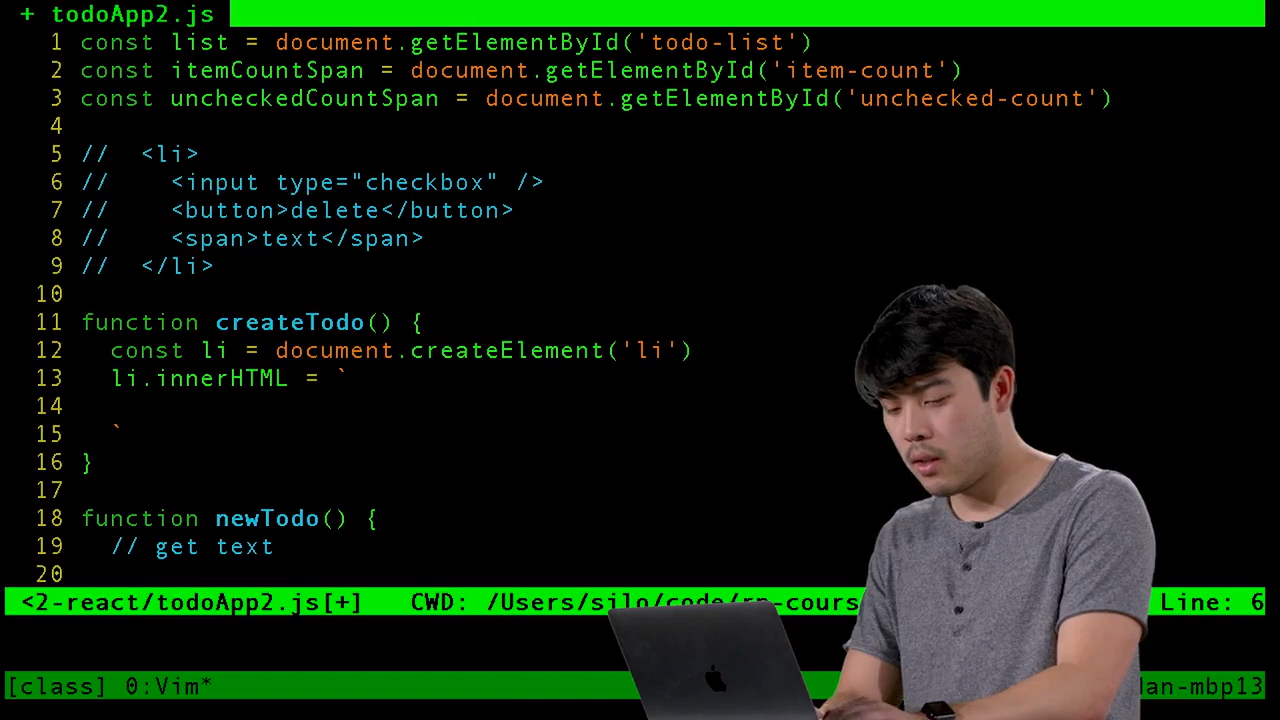 + todoApp2.js
1 const list = document.getElementById('todo-list')
2 const itemCountSpan = document.getElementById('item-count')
3 const uncheckedCountSpan = document.getElementById('unchecked-count')
4
5 //  <li>
6 //    <input type="checkbox" />
7 //    <button>delete</button>
8 //    <span>text</span>
9 //  </li>
10
11 function createTodo() {
12   const li = document.createElement('li')
13   li.innerHTML = `
14
15   `
16 }
17
18 function newTodo() {
19   // get text
20
<2-react/todoApp2.js[+]   CWD: /Users/silo/code/rn-cours Line: 6
[class] 0:Vim* dan-mbp13